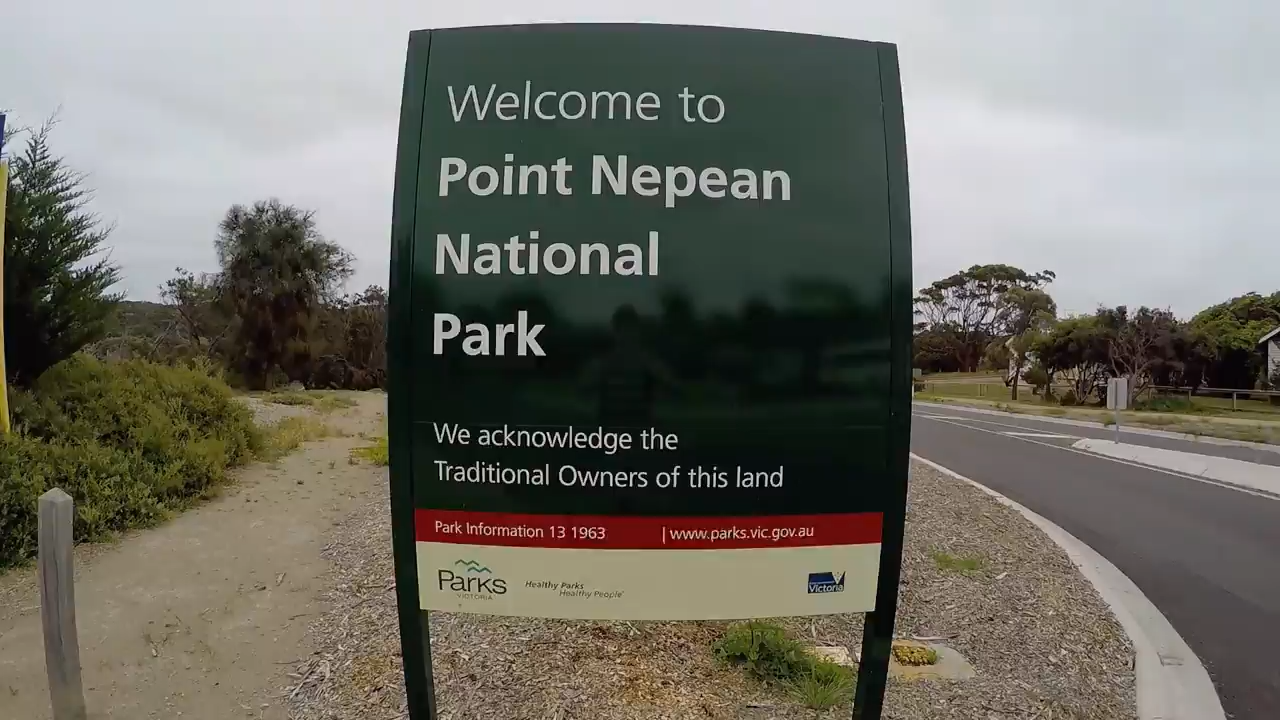 Welcome to
Point Nepean
National
Park
We acknowledge the
Traditional Owners of this land
Park Information 13 1963 | www.parks.vic.gov.au
Parks
VICTORIA
Healthy Parks
Healthy People
Victoria